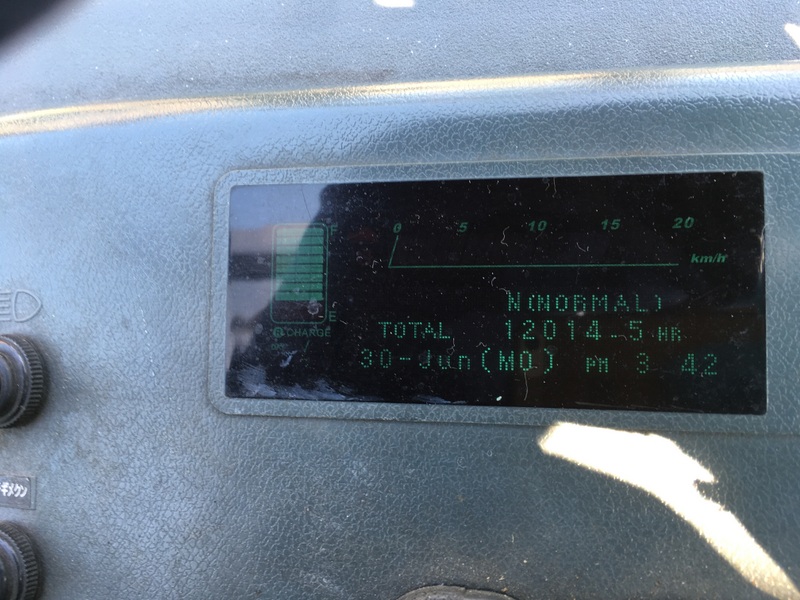 F
0 5 10 15 20
km/h
N(NORMAL)
E
CHARGE
TOTAL 12014.5 HR
30-Jun(MO) PM 3 42